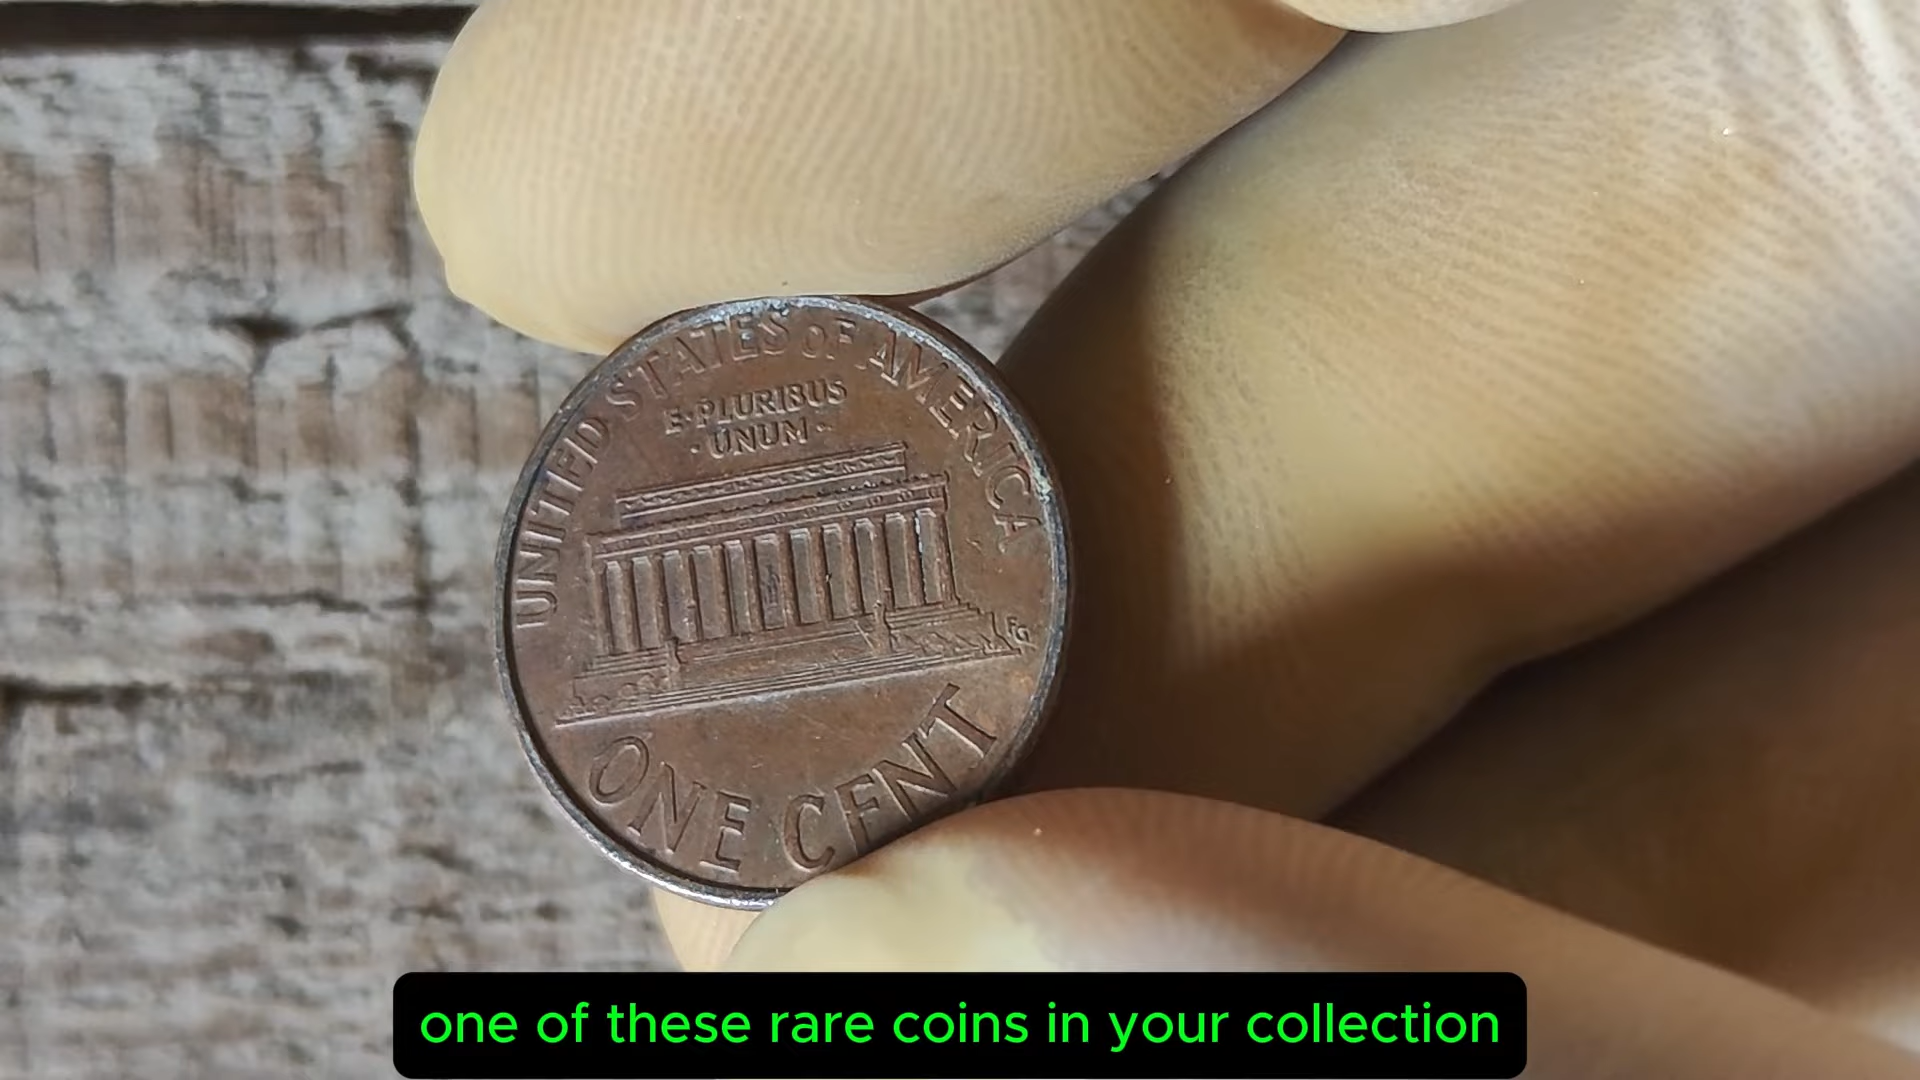 UNITED STATES OF AMERICA
E·PLURIBUS
·UNUM·
FG
ONE CENT
one of these rare coins in your collection